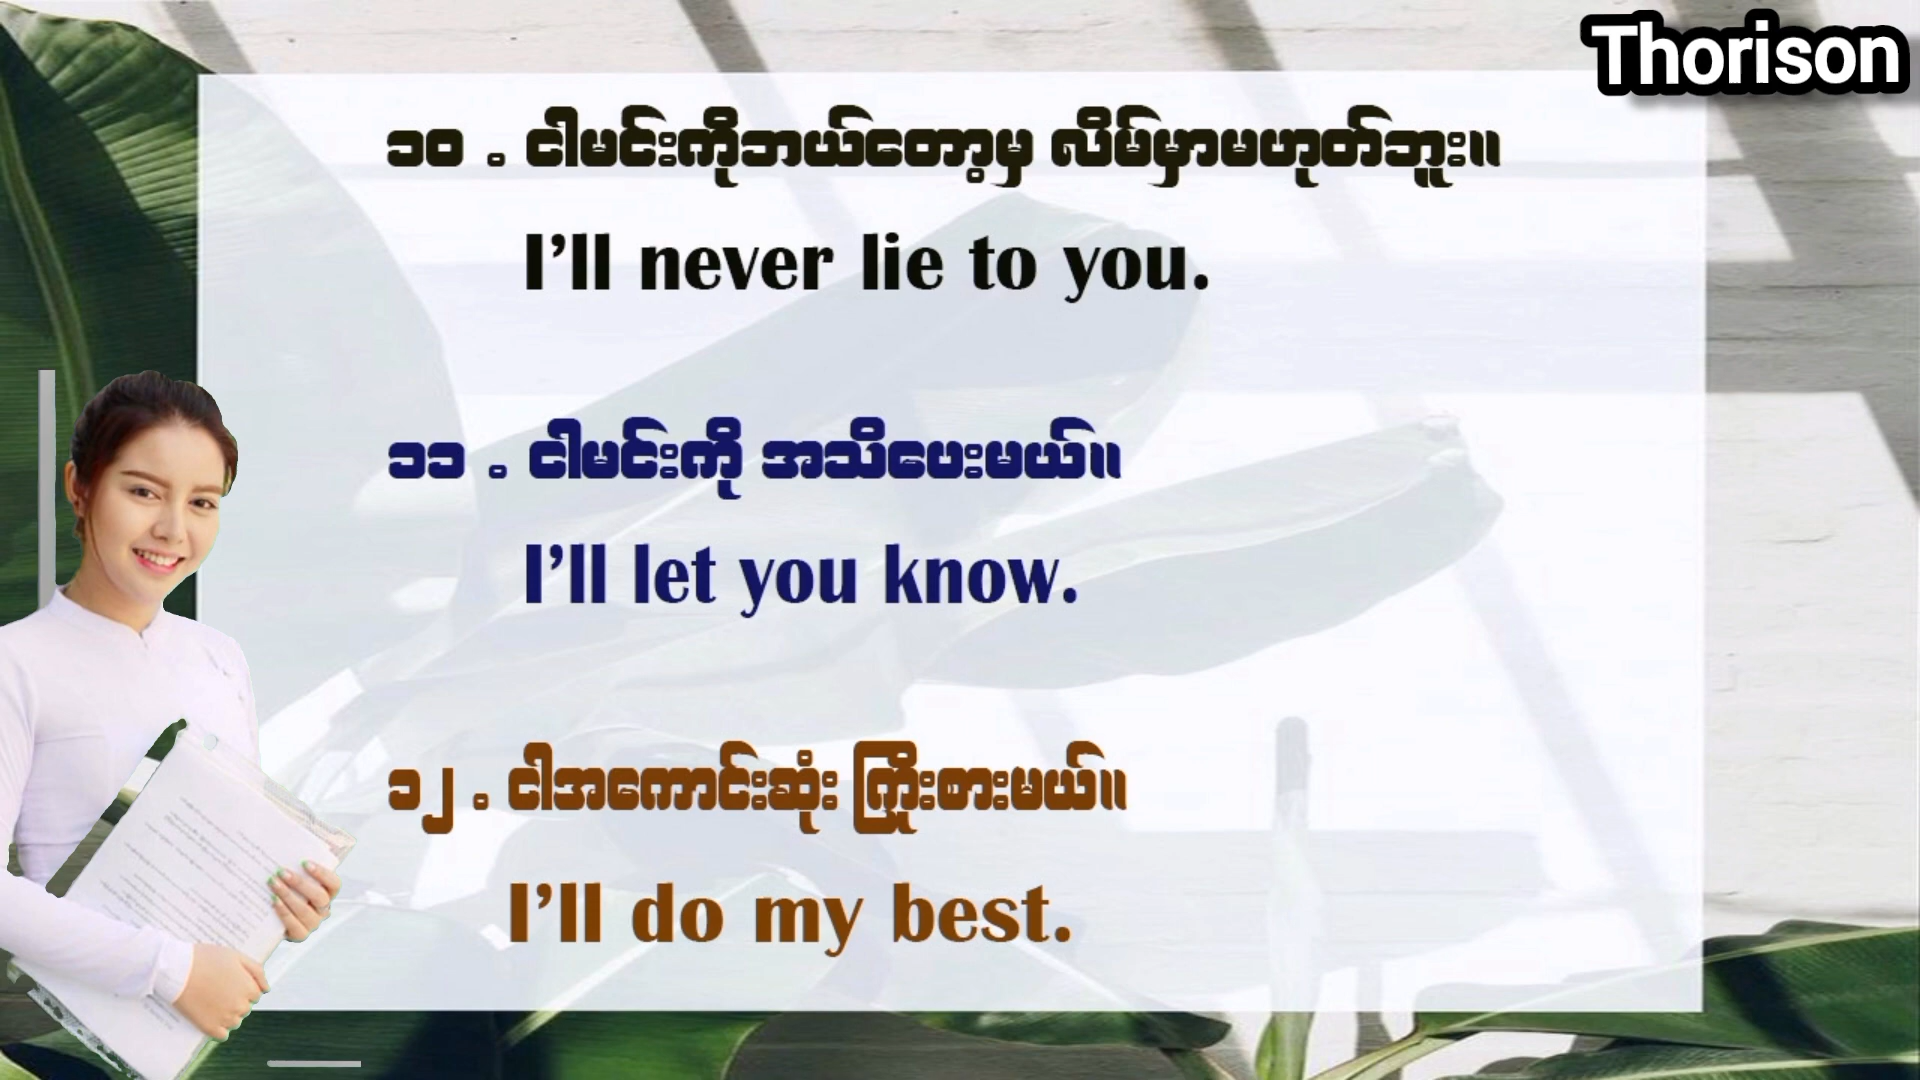 Thorison
၁၀ . ငါမင်းကိုဘယ်တော့မှ လိမ်မှာမဟုတ်ဘူး။
I’ll never lie to you.
၁၁ . ငါမင်းကို အသိပေးမယ်။
I’ll let you know.
၁၂ . ငါအကောင်းဆုံး ကြိုးစားမယ်။
I’ll do my best.